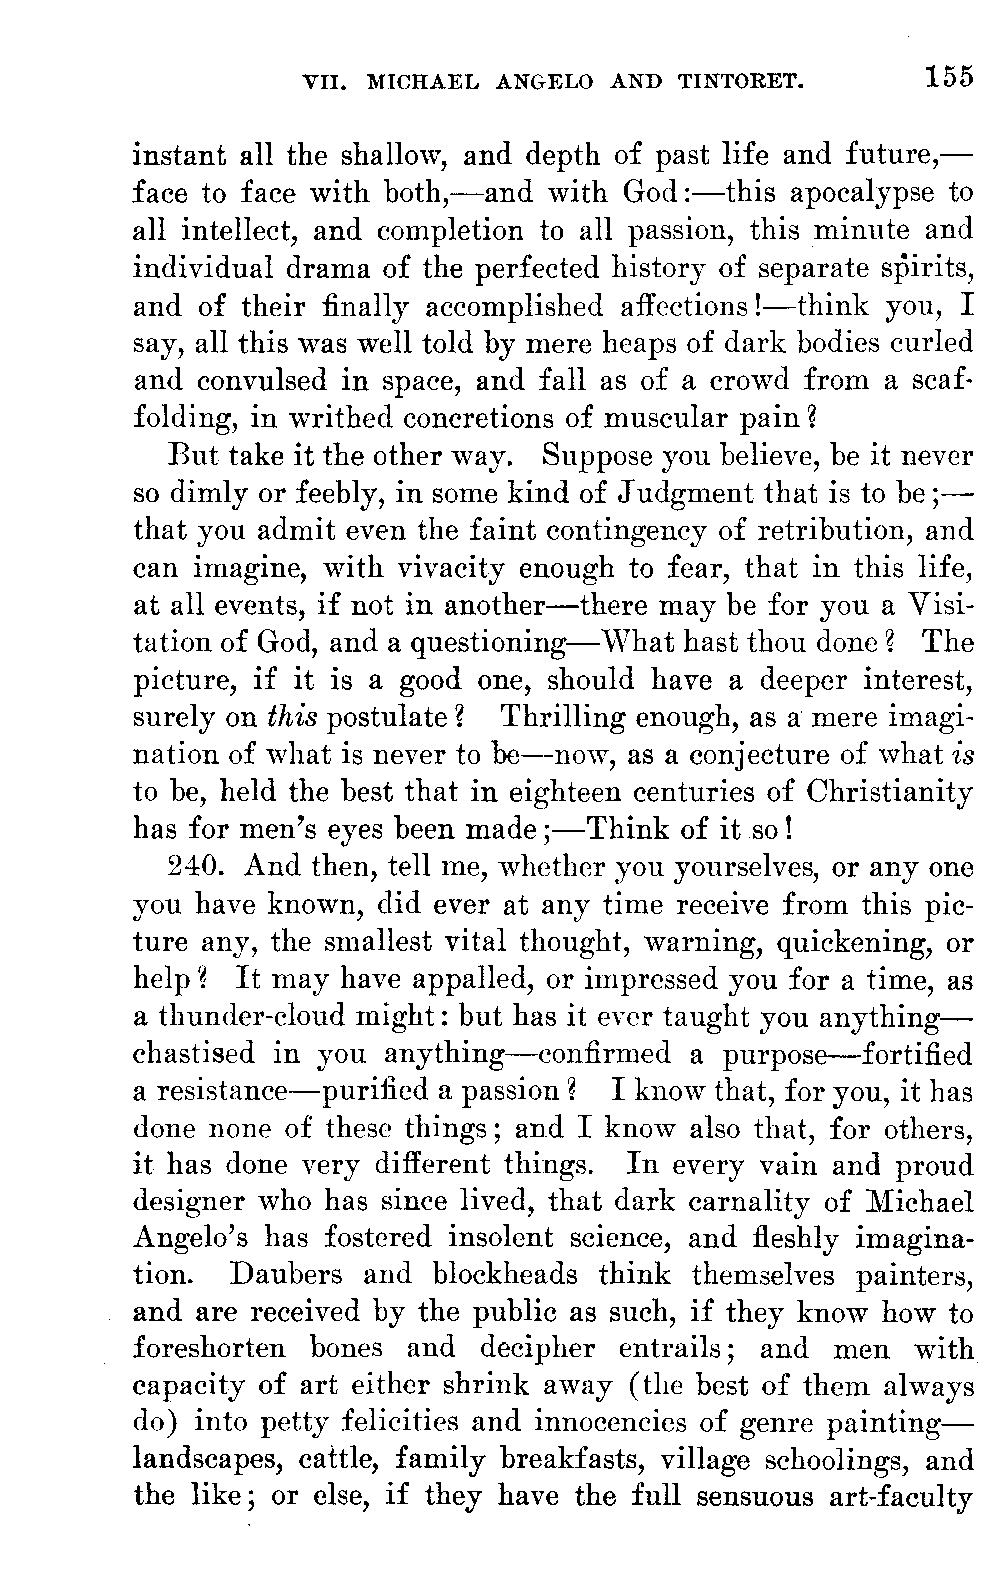 VII. MICHAEL ANGELO AND TINTORET. 155
instant all the shallow, and depth of past life and future,—
face to face with both,—and with God:—this apocalypse to
all intellect, and completion to all passion, this minute and
individual drama of the perfected history of separate spirits,
and of their finally accomplished affections!—think you, I
say, all this was well told by mere heaps of dark bodies curled
and convulsed in space, and fall as of a crowd from a scaf-
folding, in writhed concretions of muscular pain?
But take it the other way. Suppose you believe, be it never
so dimly or feebly, in some kind of Judgment that is to be;—
that you admit even the faint contingency of retribution, and
can imagine, with vivacity enough to fear, that in this life,
at all events, if not in another—there may be for you a Visi-
tation of God, and a questioning—What hast thou done? The
picture, if it is a good one, should have a deeper interest,
surely on this postulate? Thrilling enough, as a mere imagi-
nation of what is never to be—now, as a conjecture of what is
to be, held the best that in eighteen centuries of Christianity
has for men's eyes been made;—Think of it so!
240. And then, tell me, whether you yourselves, or any one
you have known, did ever at any time receive from this pic-
ture any, the smallest vital thought, warning, quickening, or
help? It may have appalled, or impressed you for a time, as
a thunder-cloud might: but has it ever taught you anything—
chastised in you anything—confirmed a purpose—fortified
a resistance—purified a passion? I know that, for you, it has
done none of these things; and I know also that, for others,
it has done very different things. In every vain and proud
designer who has since lived, that dark carnality of Michael
Angelo's has fostered insolent science, and fleshly imagina-
tion. Daubers and blockheads think themselves painters,
and are received by the public as such, if they know how to
foreshorten bones and decipher entrails; and men with
capacity of art either shrink away (the best of them always
do) into petty felicities and innocencies of genre painting—
landscapes, cattle, family breakfasts, village schoolings, and
the like; or else, if they have the full sensuous art-faculty